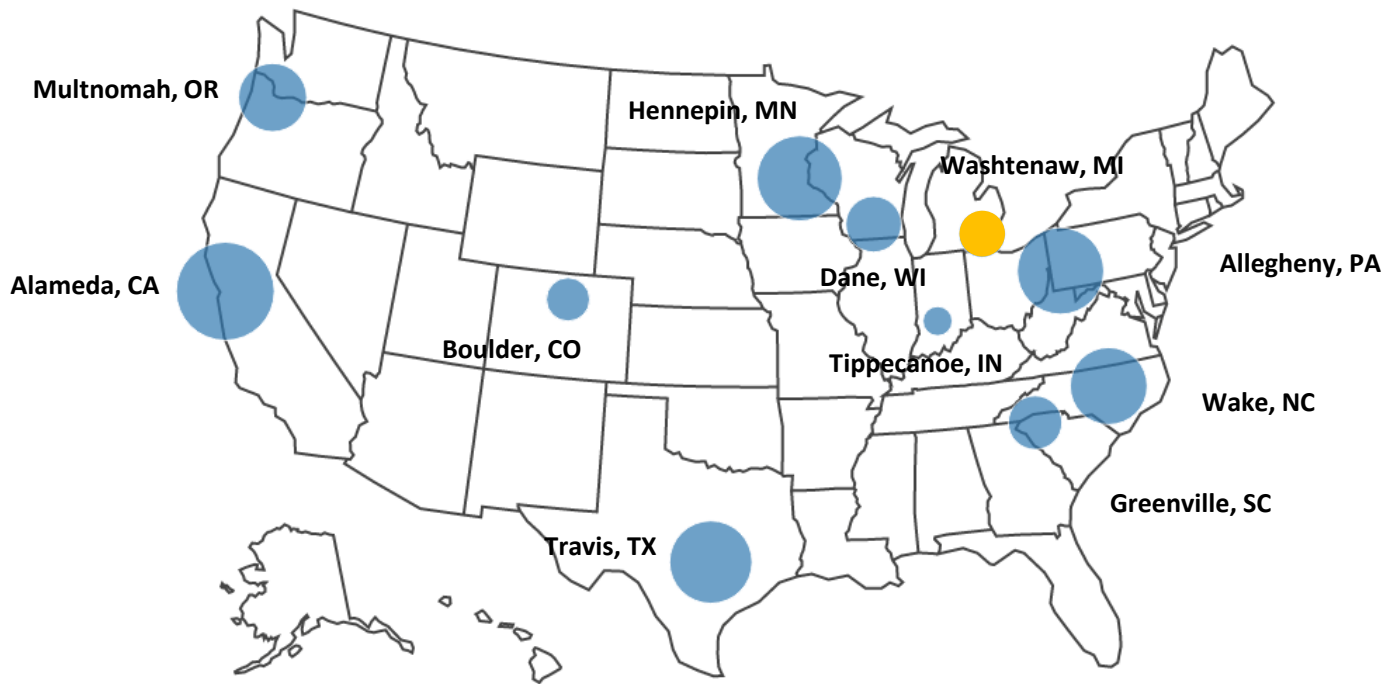 Multnomah, OR
Hennepin, MN
Washtenaw, MI
Allegheny, PA
Alameda, CA
Dane, WI
Boulder, CO
Tippecanoe, IN
Wake, NC
Greenville, SC
Travis, TX